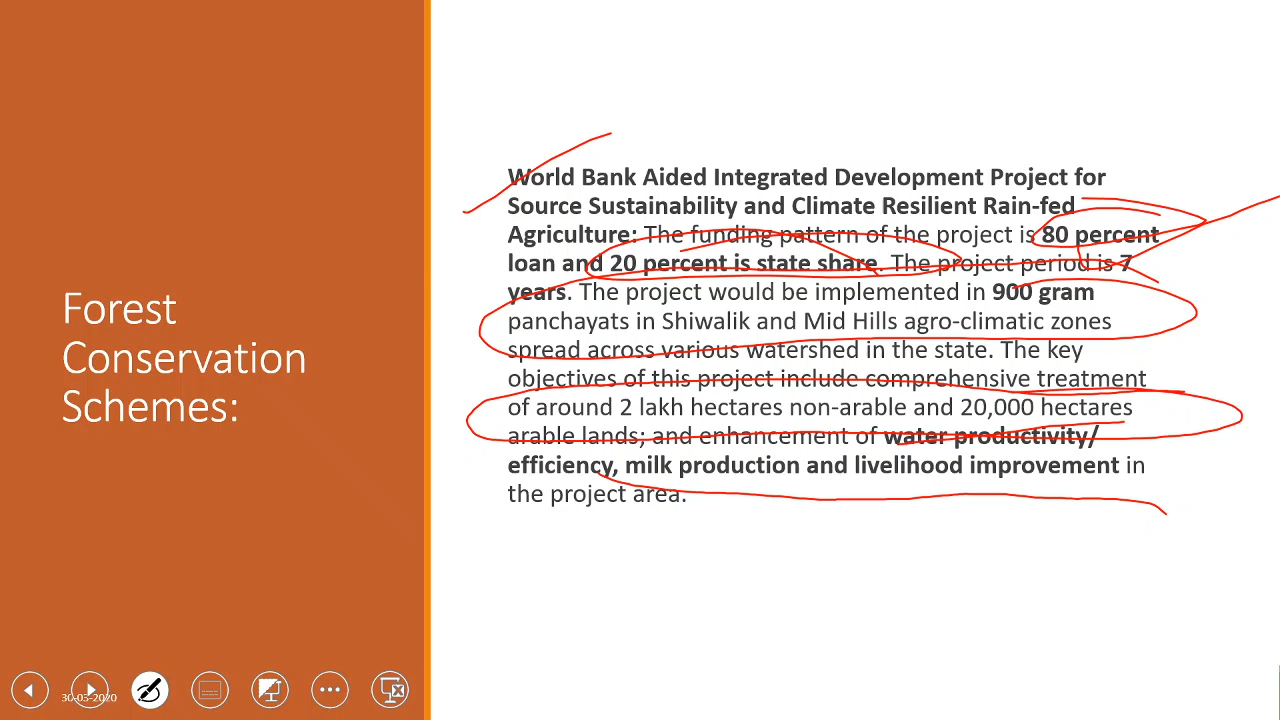 Forest
Conservation
Schemes:
World Bank Aided Integrated Development Project for
Source Sustainability and Climate Resilient Rain-fed
Agriculture: The funding pattern of the project is 80 percent
loan and 20 percent is state share. The project period is 7
years. The project would be implemented in 900 gram
panchayats in Shiwalik and Mid Hills agro-climatic zones
spread across various watershed in the state. The key
objectives of this project include comprehensive treatment
of around 2 lakh hectares non-arable and 20,000 hectares
arable lands; and enhancement of water productivity/
efficiency, milk production and livelihood improvement in
the project area.
30-03-2020